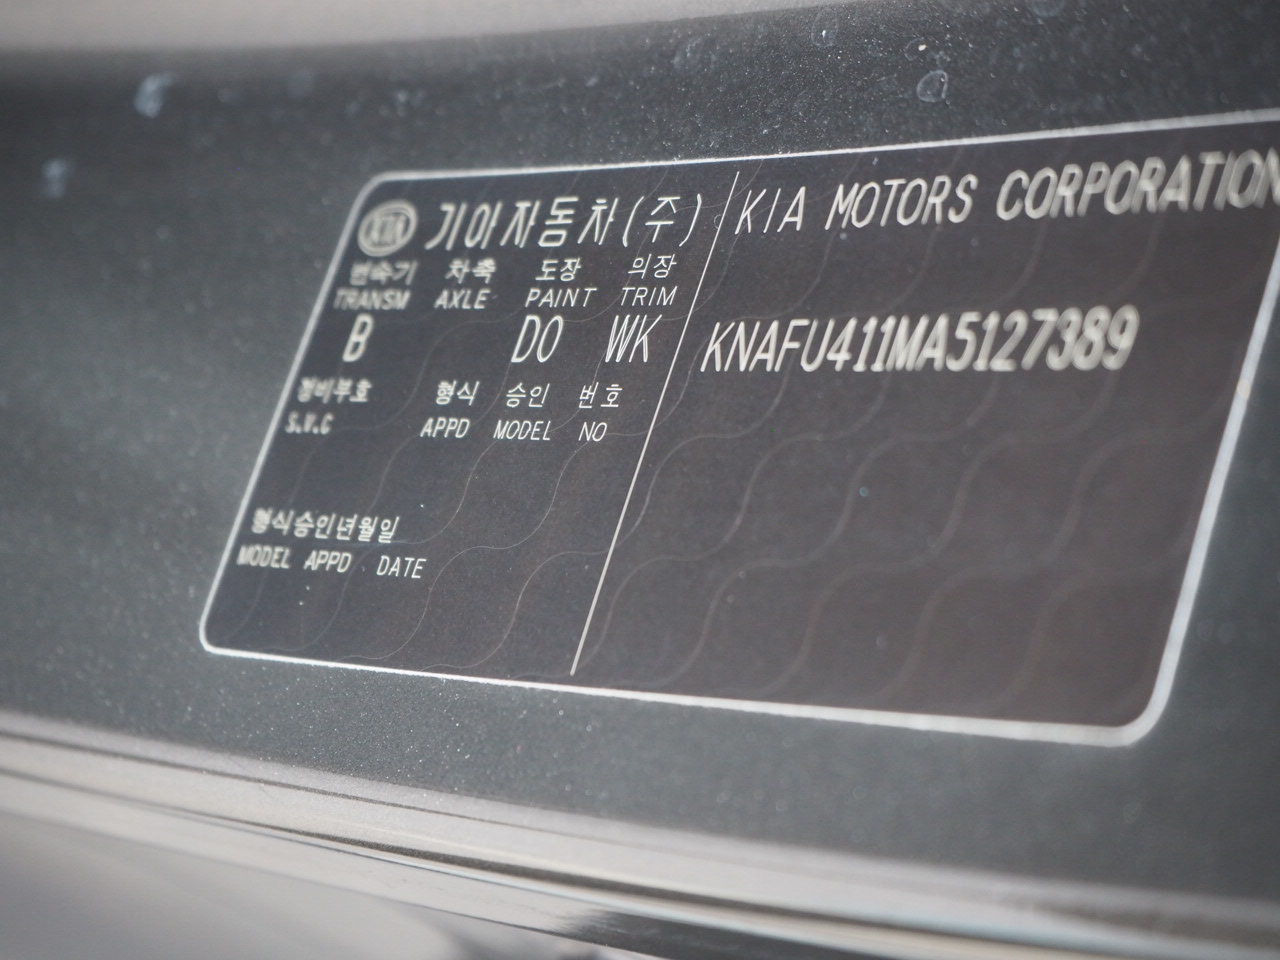 KIA 기아자동차(주) KIA MOTORS CORPORATION
변속기 차축 도장 의장
TRANSM AXLE PAINT TRIM
B DO WK KNAFU411MA5127389
경비부호 형식 승인 번호
S.V.C APPD MODEL NO
형식승인년월일
MODEL APPD DATE